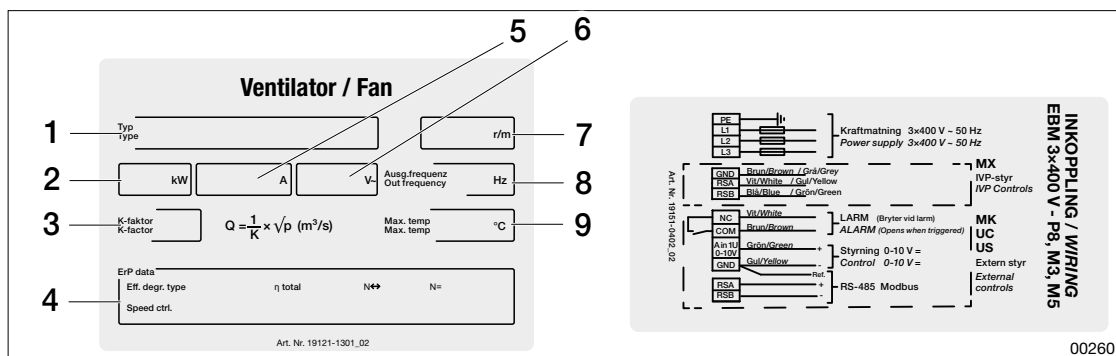 5
6
Ventilator / Fan
1
Typ
Type
r/m
7
2
kW
A
V~
Ausg.frequenz
Out frequency
Hz
8
3
K-faktor
K-factor
Q = 1/K × √p (m³/s)
Max. temp
Max. temp
°C
9
4
ErP data
Eff. degr. type
η total
N↔
N=
Speed ctrl.
Art. Nr. 19121-1301_02
PE
L1
L2
L3
Kraftmatning 3×400 V ~ 50 Hz
Power supply 3×400 V ~ 50 Hz
GND
RSA
RSB
Brun/Brown / Grå/Grey
Vit/White / Gul/Yellow
Blå/Blue / Grön/Green
MX
IVP-styr
IVP Controls
NC
COM
Vit/White
Brun/Brown
LARM (Bryter vid larm)
ALARM (Opens when triggered)
A in 1U
0-10V
GND
Grön/Green
Gul/Yellow
+
-
Styrning 0-10 V =
Control 0-10 V =
Ref.
RSA
RSB
+
-
RS-485 Modbus
MK
UC
US
Extern styr
External
controls
Art. Nr. 19151-0402_02
INKOPPLING / WIRING
EBM 3×400 V - P8, M3, M5
00260